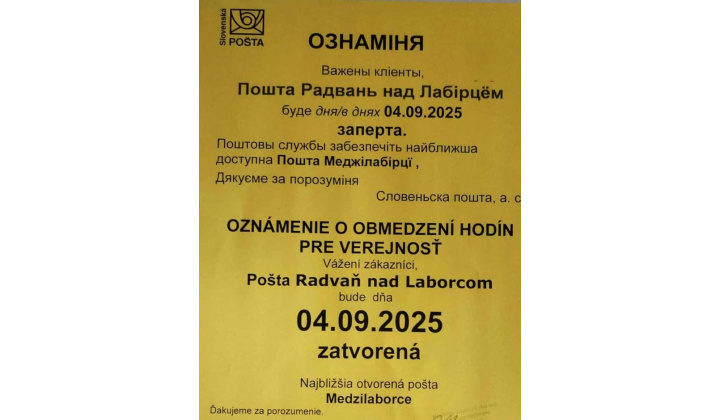 Slovenská
POŠTA
ОЗНАМІНЯ
Важены кліенты,
Пошта Радвань над Лабірцём
буде дня/в днях 04.09.2025
заперта.
Поштовы службы забезпечіть найближша
доступна Пошта Меджілабірцї ,
Дякуєме за порозуміня
Словеньска пошта, а. с
OZNÁMENIE O OBMEDZENÍ HODÍN
PRE VEREJNOSŤ
Vážení zákazníci,
Pošta Radvaň nad Laborcom
bude dňa
04.09.2025
zatvorená
Najbližšia otvorená pošta
Medzilaborce
Ďakujeme za porozumenie.